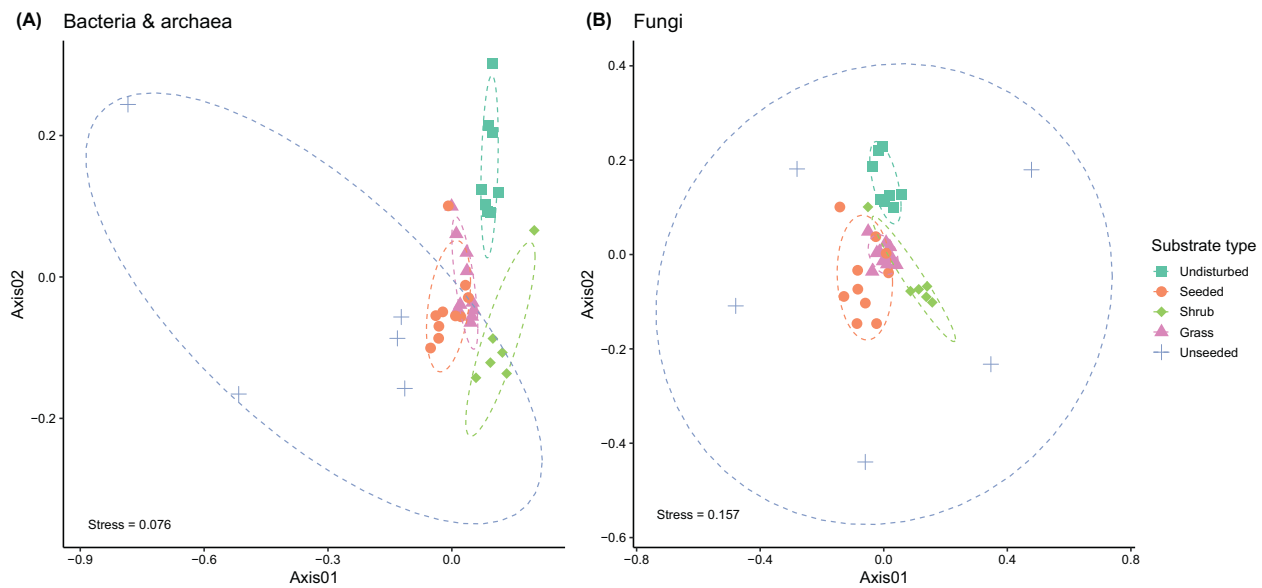 (A) Bacteria & archaea
Axis02
0.2
0.0
−0.2
Stress = 0.076
−0.9 −0.6 −0.3 0.0
Axis01
(B) Fungi
Axis02
0.4
0.2
0.0
−0.2
−0.4
−0.6
Stress = 0.157
−0.8 −0.4 0.0 0.4 0.8
Axis01
Substrate type
Undisturbed
Seeded
Shrub
Grass
Unseeded